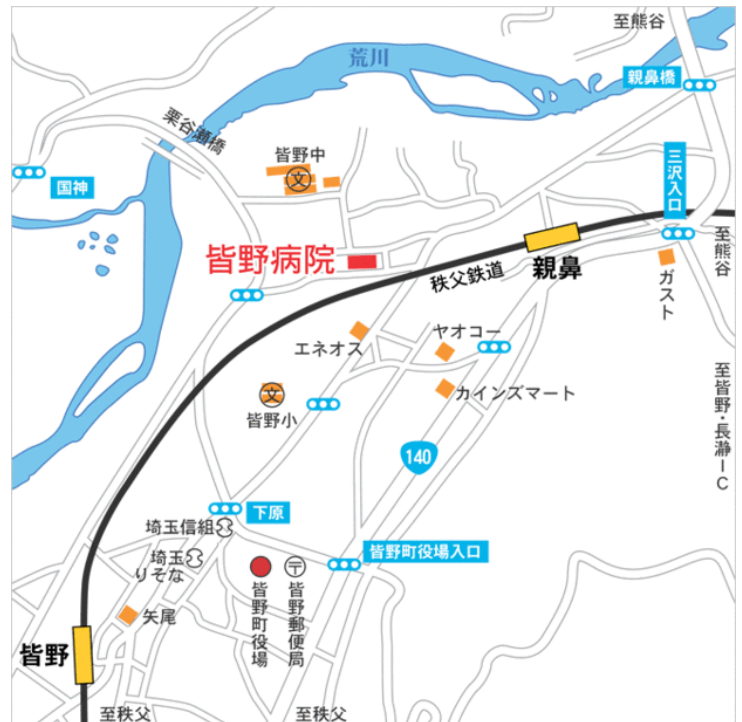 至熊谷
荒川
親鼻橋
栗谷瀬橋
皆野中
文
三沢入口
国神
至熊谷
皆野病院
親鼻
秩父鉄道
ガスト
エネオス
ヤオコー
カインズマート
至皆野・長瀞IC
文
皆野小
140
下原
埼玉信組
皆野町役場入口
埼玉
りそな
皆野町役場
皆野郵便局
矢尾
皆野
至秩父
至秩父